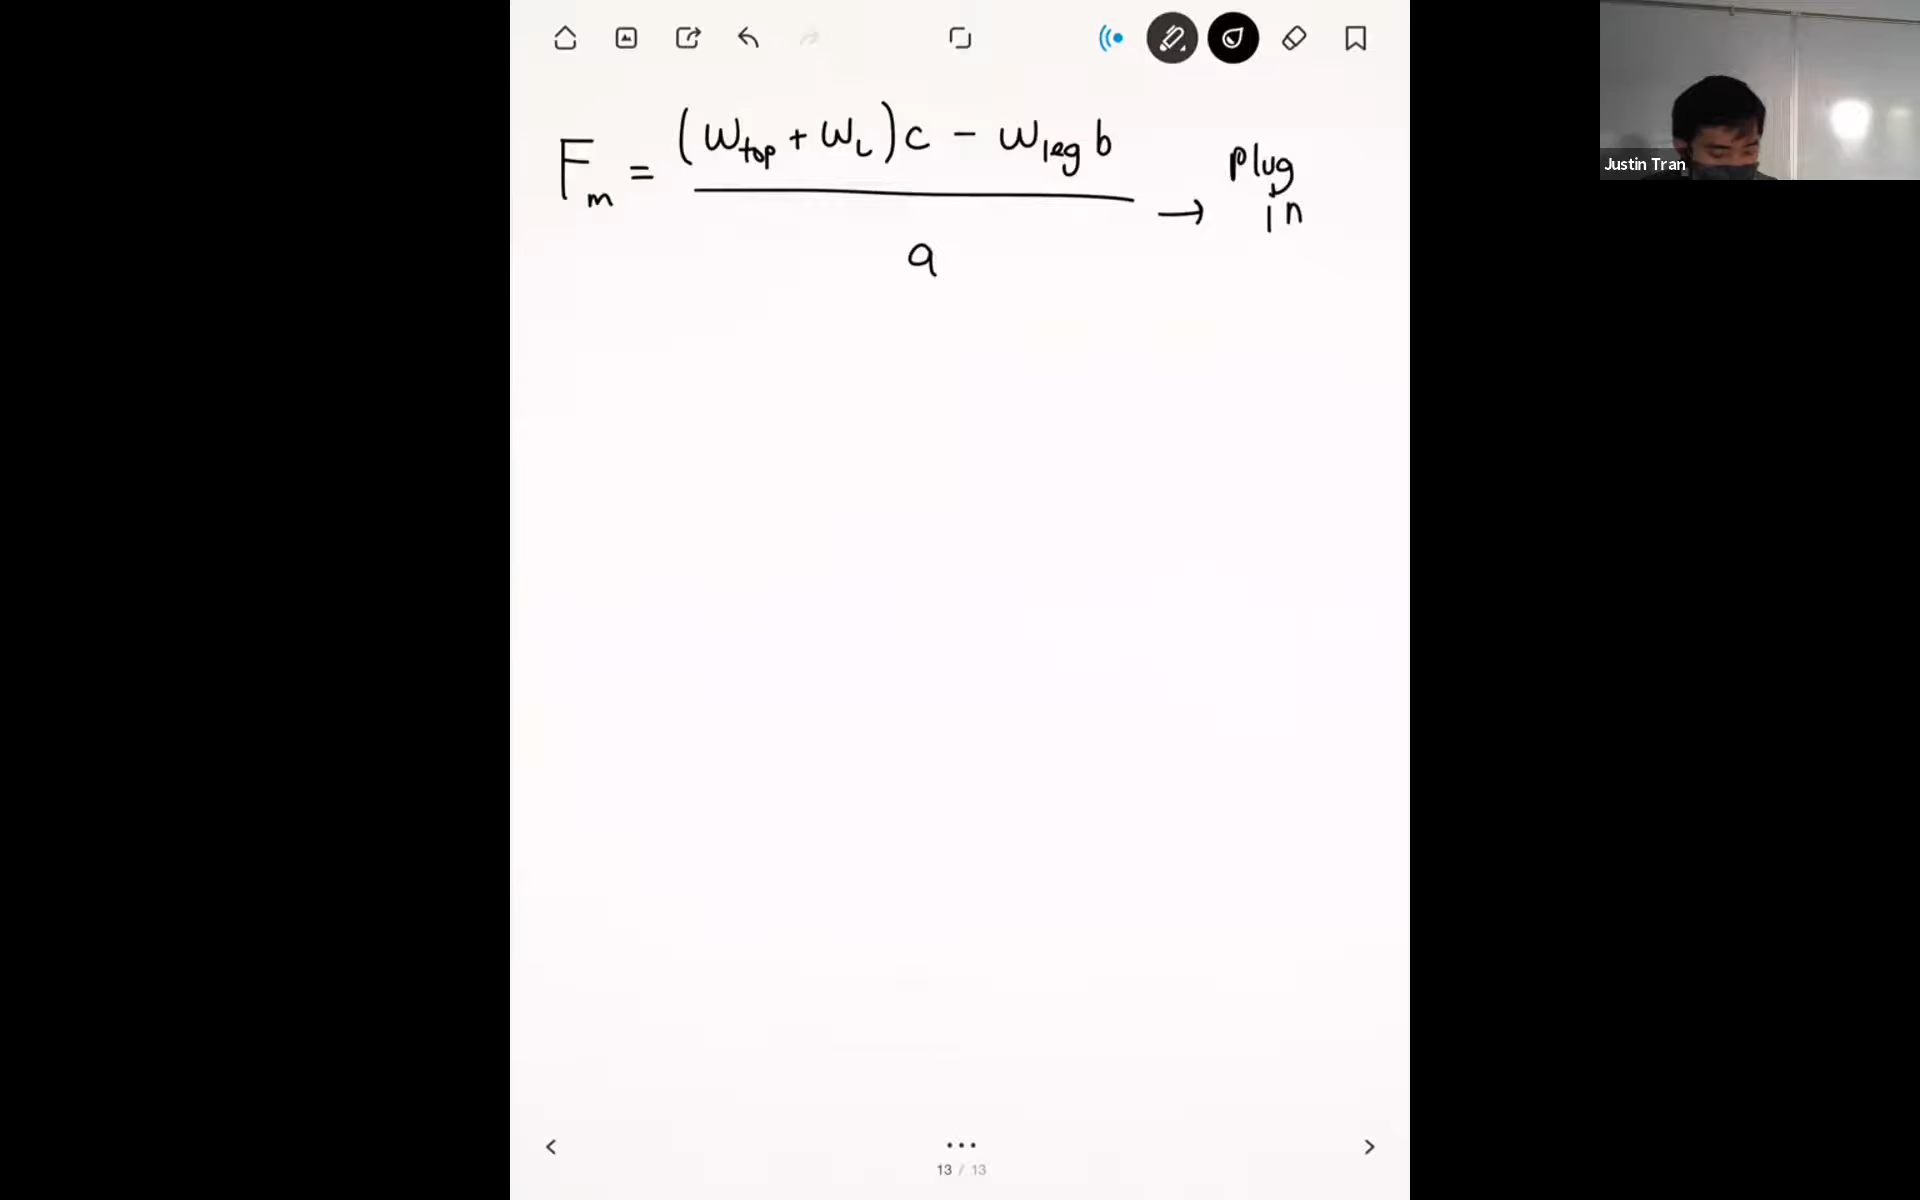 Justin Tran
F_m = ((W_top + W_L)c − W_leg b) / a → plug in
13 / 13